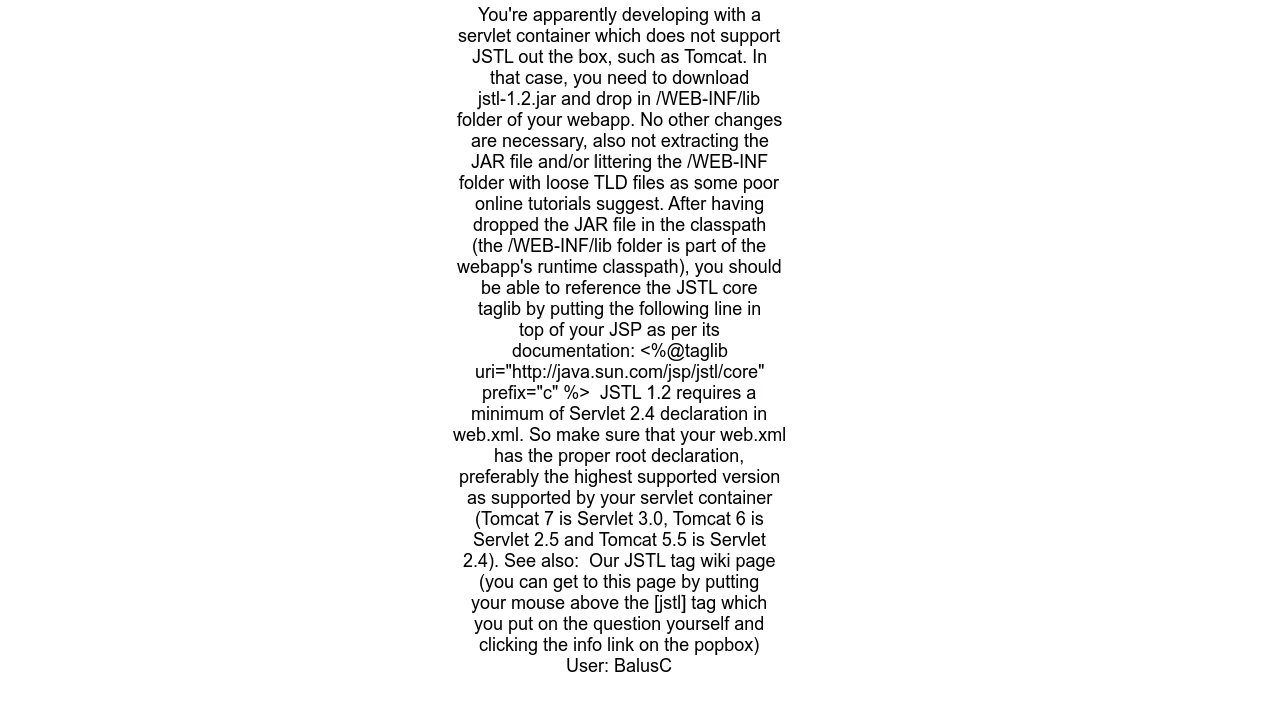 You're apparently developing with a
servlet container which does not support
JSTL out the box, such as Tomcat. In
that case, you need to download
jstl-1.2.jar and drop in /WEB-INF/lib
folder of your webapp. No other changes
are necessary, also not extracting the
JAR file and/or littering the /WEB-INF
folder with loose TLD files as some poor
online tutorials suggest. After having
dropped the JAR file in the classpath
(the /WEB-INF/lib folder is part of the
webapp's runtime classpath), you should
be able to reference the JSTL core
taglib by putting the following line in
top of your JSP as per its
documentation: <%@taglib
uri="http://java.sun.com/jsp/jstl/core"
prefix="c" %>  JSTL 1.2 requires a
minimum of Servlet 2.4 declaration in
web.xml. So make sure that your web.xml
has the proper root declaration,
preferably the highest supported version
as supported by your servlet container
(Tomcat 7 is Servlet 3.0, Tomcat 6 is
Servlet 2.5 and Tomcat 5.5 is Servlet
2.4). See also:  Our JSTL tag wiki page
(you can get to this page by putting
your mouse above the [jstl] tag which
you put on the question yourself and
clicking the info link on the popbox)
User: BalusC